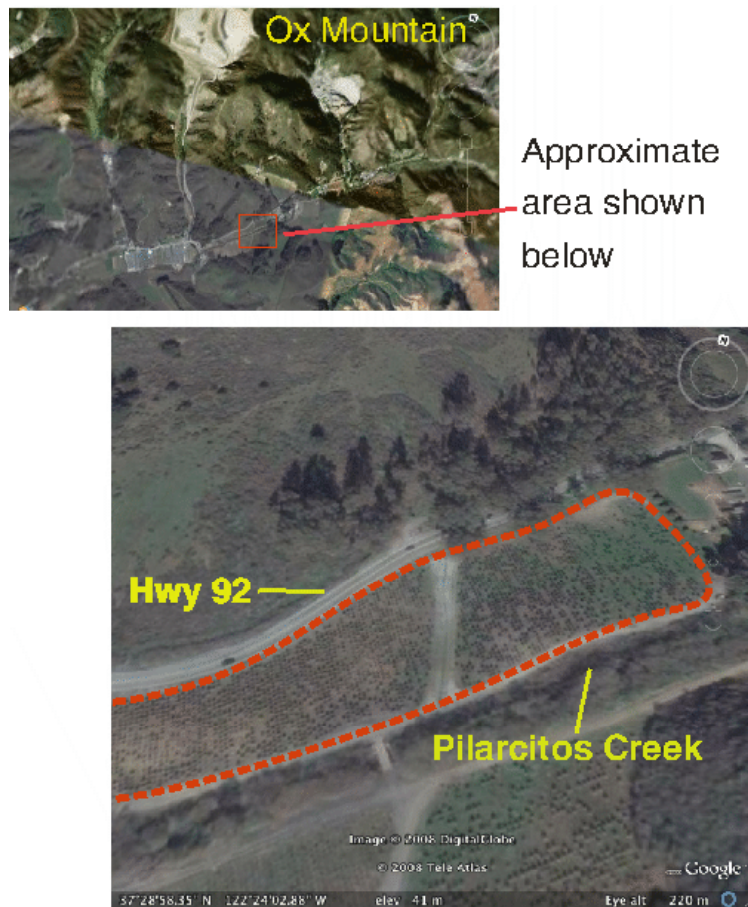 Ox Mountain
N
Approximate
area shown
below
N
Hwy 92
Pilarcitos Creek
Image © 2008 DigitalGlobe
© 2008 Tele Atlas
Google
37°28'58.35" N 122°24'02.88" W elev 41 m Eye alt 220 m